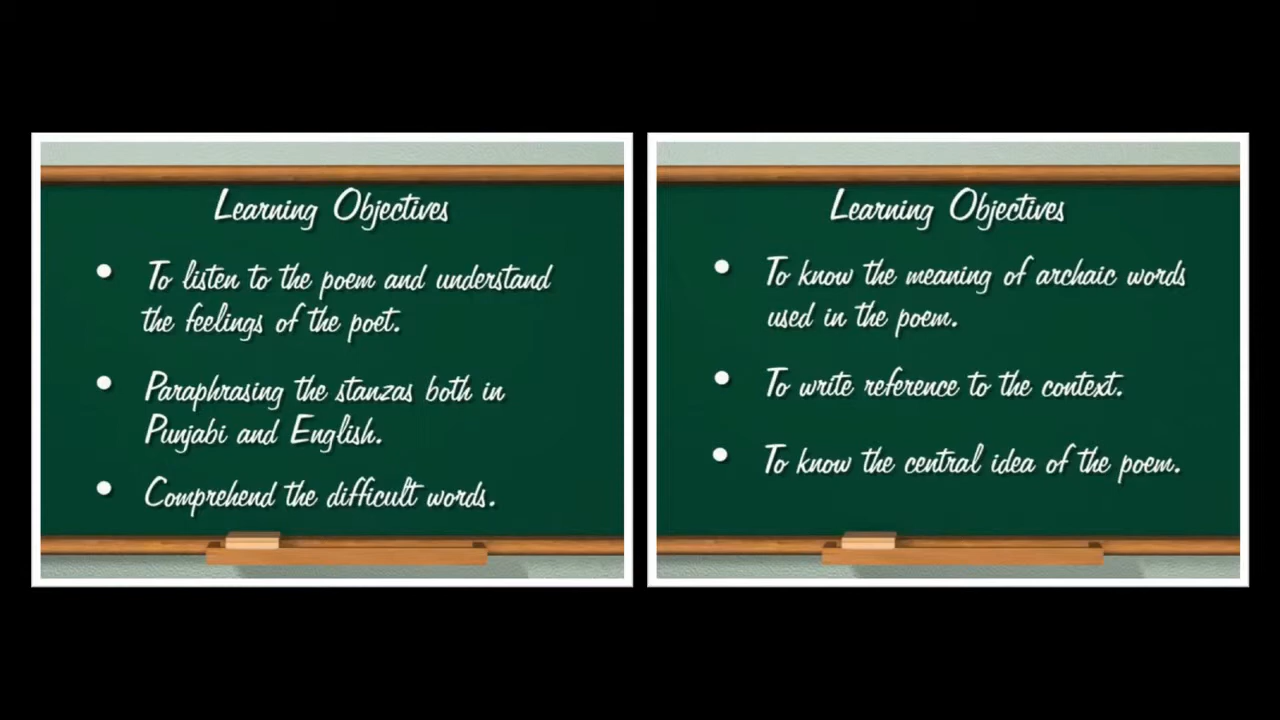 Learning Objectives
• To listen to the poem and understand
the feelings of the poet.
• Paraphrasing the stanzas both in
Punjabi and English.
• Comprehend the difficult words.
Learning Objectives
• To know the meaning of archaic words
used in the poem.
• To write reference to the context.
• To know the central idea of the poem.